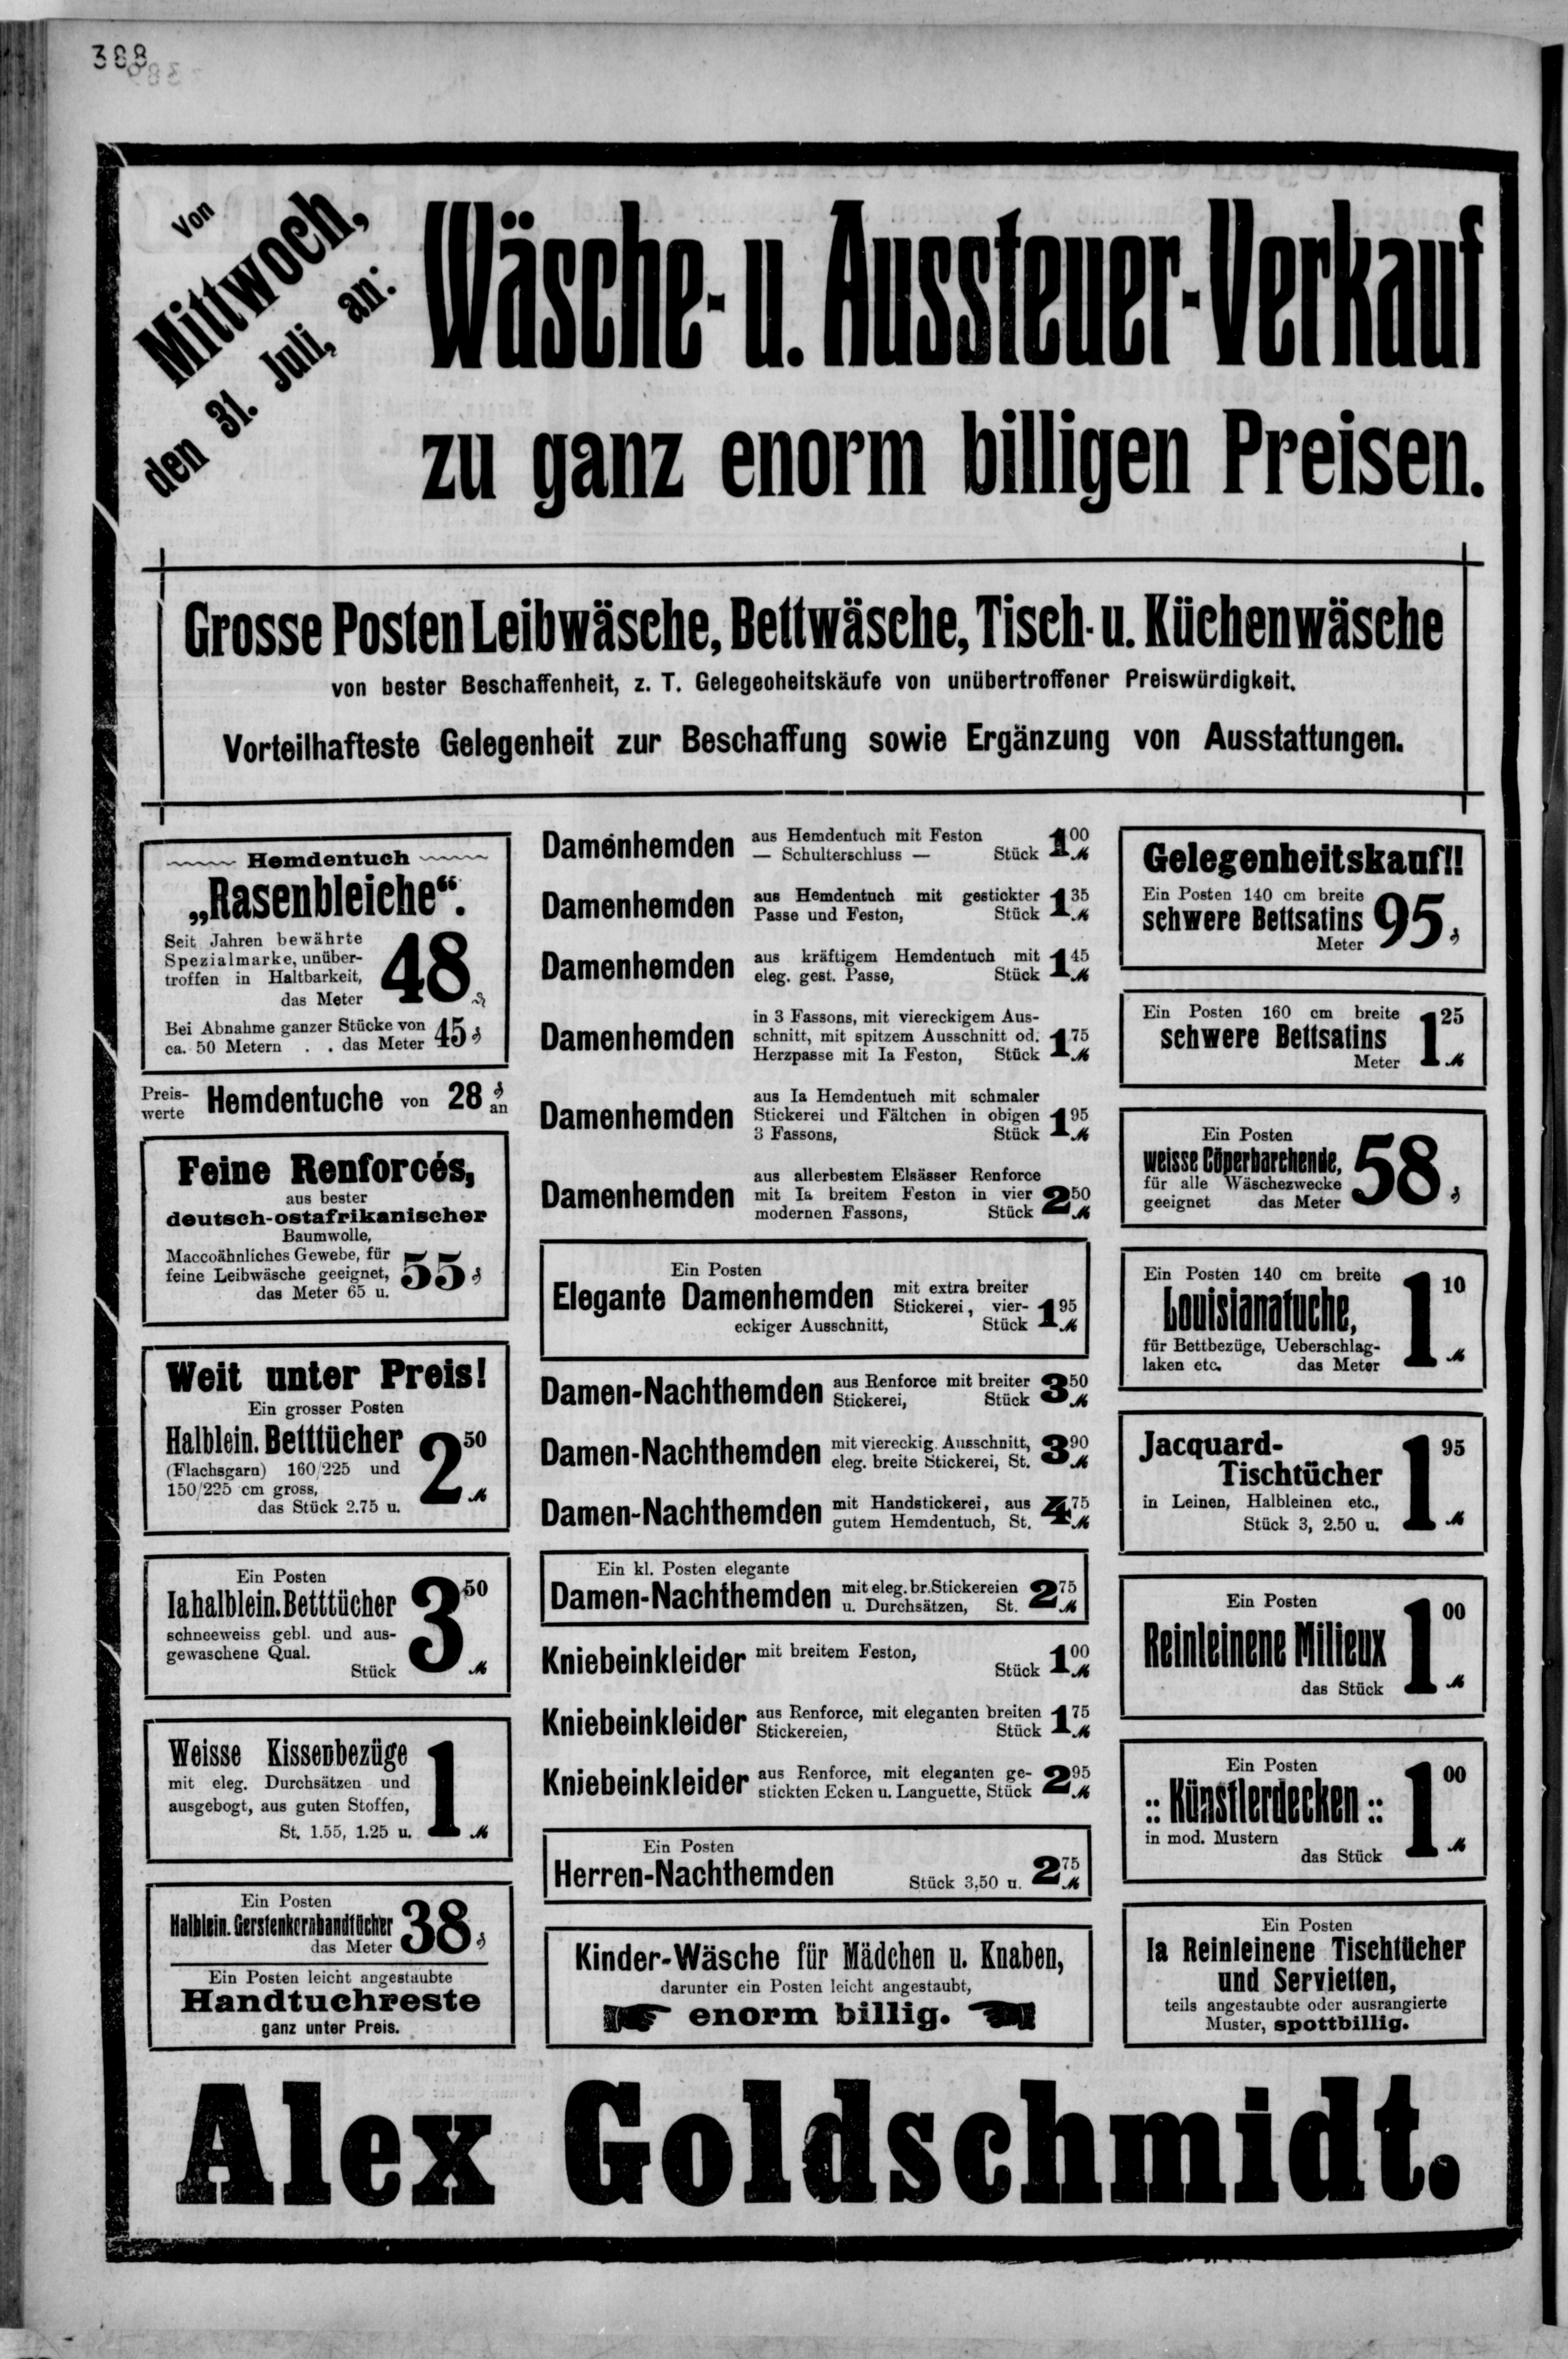 388
Von
Mittwoch,
den 31. Juli, an:
Wäsche- u. Aussteuer-Verkauf
zu ganz enorm billigen Preisen.
Grosse Posten Leibwäsche, Bettwäsche, Tisch- u. Küchenwäsche
von bester Beschaffenheit, z. T. Gelegeoheitskäufe von unübertroffener Preiswürdigkeit.
Vorteilhafteste Gelegenheit zur Beschaffung sowie Ergänzung von Ausstattungen.
Hemdentuch
„Rasenbleiche“.
Seit Jahren bewährte
Spezialmarke, unüber-
troffen in Haltbarkeit,
das Meter 48 ₰
Bei Abnahme ganzer Stücke von
ca. 50 Metern . . das Meter 45 ₰
Preis-
werte Hemdentuche von 28 ₰ an
Feine Renforcés,
aus bester
deutsch-ostafrikanischer
Baumwolle,
Maccoähnliches Gewebe, für
feine Leibwäsche geeignet,
das Meter 65 u. 55 ₰
Weit unter Preis!
Ein grosser Posten
Halblein. Betttücher
(Flachsgarn) 160/225 und
150/225 cm gross,
das Stück 2.75 u. 2 50 ℳ
Ein Posten
Ia halblein. Betttücher
schneeweiss gebl. und aus-
gewaschene Qual.
Stück 3 50 ℳ
Weisse Kissenbezüge
mit eleg. Durchsätzen und
ausgebogt, aus guten Stoffen,
St. 1.55, 1.25 u. 1 ℳ
Ein Posten
Halblein. Gerstenkornhandtücher
das Meter 38 ₰
Ein Posten leicht angestaubte
Handtuchreste
ganz unter Preis.
Damenhemden aus Hemdentuch mit Feston
— Schulterschluss — Stück 1 00 ℳ
Damenhemden aus Hemdentuch mit gestickter
Passe und Feston, Stück 1 35 ℳ
Damenhemden aus kräftigem Hemdentuch mit
eleg. gest. Passe, Stück 1 45 ℳ
Damenhemden in 3 Fassons, mit viereckigem Aus-
schnitt, mit spitzem Ausschnitt od.
Herzpasse mit Ia Feston, Stück 1 75 ℳ
Damenhemden aus Ia Hemdentuch mit schmaler
Stickerei und Fältchen in obigen
3 Fassons, Stück 1 95 ℳ
Damenhemden aus allerbestem Elsässer Renforce
mit Ia breitem Feston in vier
modernen Fassons, Stück 2 50 ℳ
Ein Posten
Elegante Damenhemden mit extra breiter
Stickerei, vier-
eckiger Ausschnitt, Stück 1 95 ℳ
Damen-Nachthemden aus Renforce mit breiter
Stickerei, Stück 3 50 ℳ
Damen-Nachthemden mit viereckig. Ausschnitt,
eleg. breite Stickerei, St. 3 90 ℳ
Damen-Nachthemden mit Handstickerei, aus
gutem Hemdentuch, St. 4 75 ℳ
Ein kl. Posten elegante
Damen-Nachthemden mit eleg. br. Stickereien
u. Durchsätzen, St. 2 75 ℳ
Kniebeinkleider mit breitem Feston,
Stück 1 00 ℳ
Kniebeinkleider aus Renforce, mit eleganten breiten
Stickereien, Stück 1 75 ℳ
Kniebeinkleider aus Renforce, mit eleganten ge-
stickten Ecken u. Languette, Stück 2 95 ℳ
Ein Posten
Herren-Nachthemden Stück 3,50 u. 2 75 ℳ
Kinder-Wäsche für Mädchen u. Knaben,
darunter ein Posten leicht angestaubt,
enorm billig.
Gelegenheitskauf!!
Ein Posten 140 cm breite
schwere Bettsatins
Meter 95 ₰
Ein Posten 160 cm breite
schwere Bettsatins
Meter 1 25 ℳ
Ein Posten
weisse Cöperbarchende,
für alle Wäschezwecke
geeignet das Meter 58 ₰
Ein Posten 140 cm breite
Louisianatuche,
für Bettbezüge, Ueberschlag-
laken etc. das Meter 1 10 ℳ
Jacquard-
Tischtücher
in Leinen, Halbleinen etc.,
Stück 3, 2.50 u. 1 95 ℳ
Ein Posten
Reinleinene Milieux
das Stück 1 00 ℳ
Ein Posten
:: Künstlerdecken ::
in mod. Mustern
das Stück 1 00 ℳ
Ein Posten
Ia Reinleinene Tischtücher
und Servietten,
teils angestaubte oder ausrangierte
Muster, spottbillig.
Alex Goldschmidt.